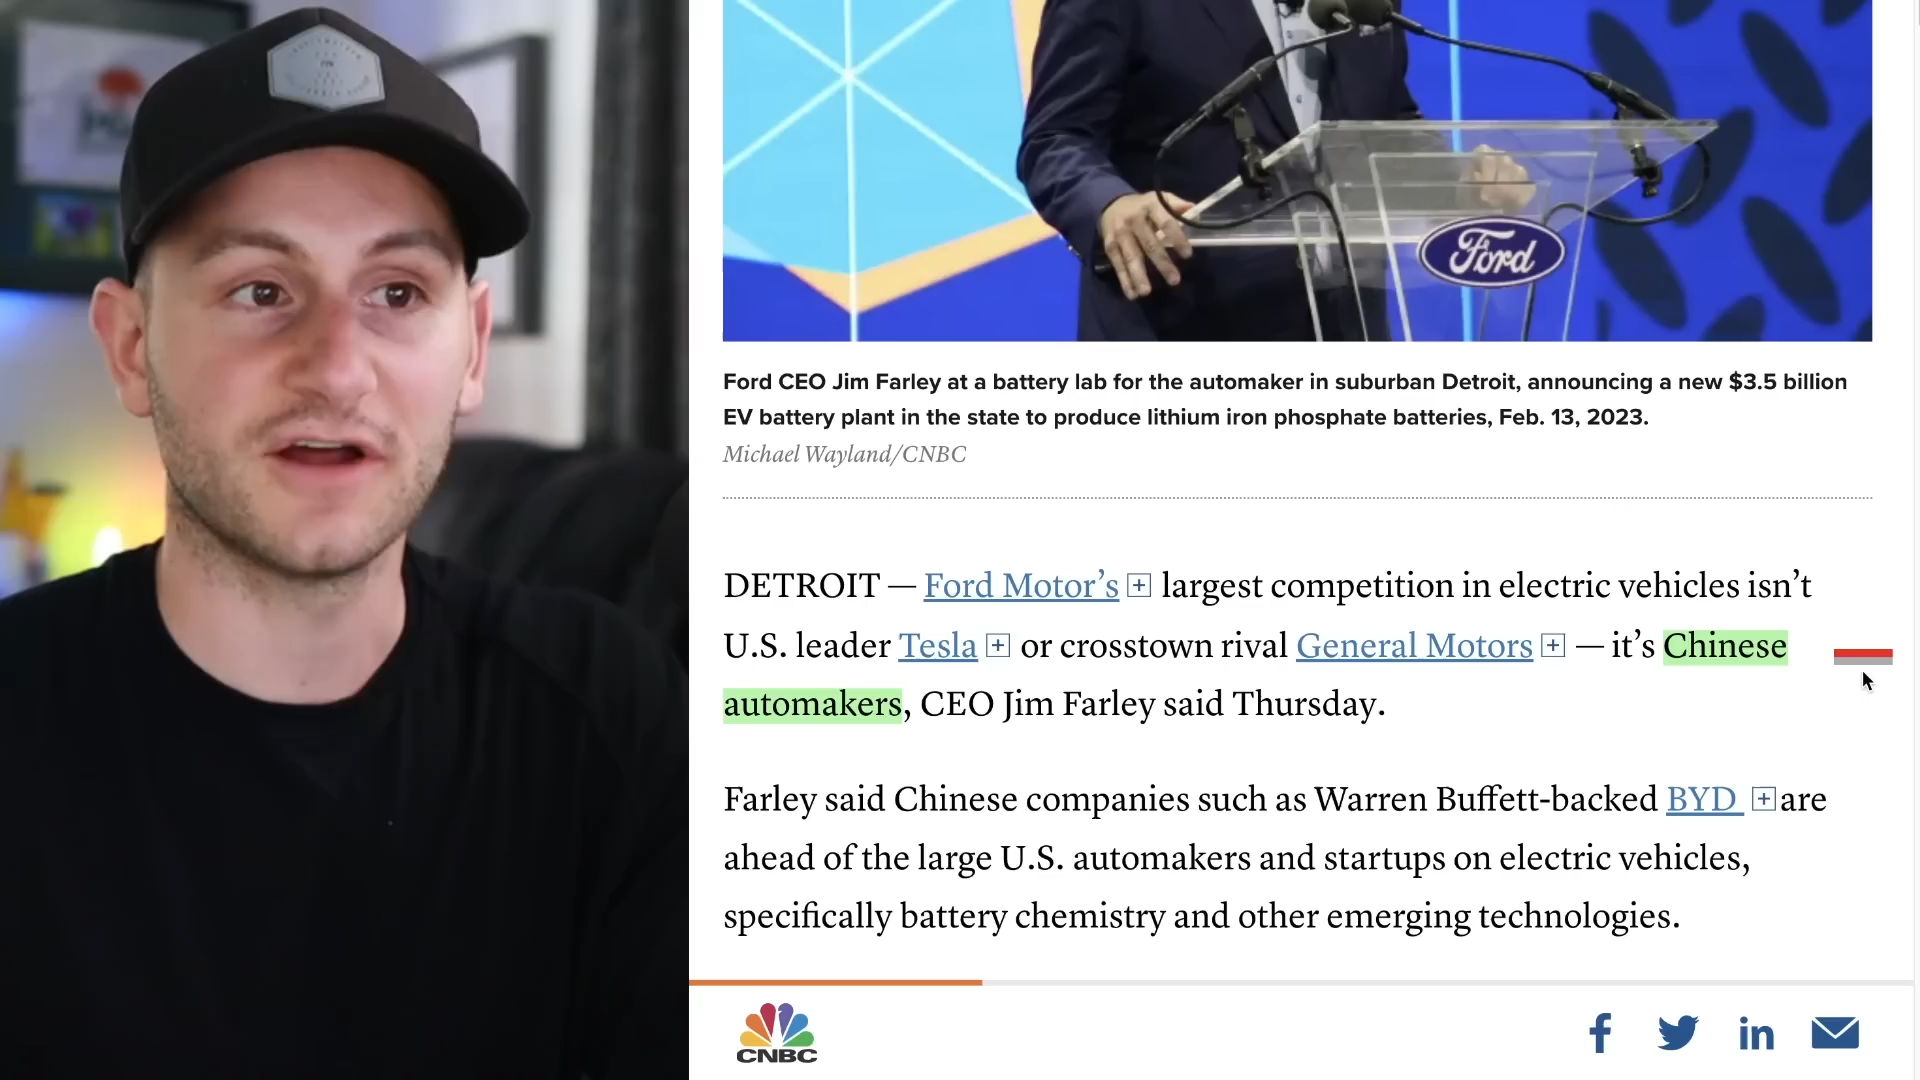 Ford
Ford CEO Jim Farley at a battery lab for the automaker in suburban Detroit, announcing a new $3.5 billion
EV battery plant in the state to produce lithium iron phosphate batteries, Feb. 13, 2023.
Michael Wayland/CNBC
DETROIT — Ford Motor’s largest competition in electric vehicles isn’t
U.S. leader Tesla or crosstown rival General Motors — it’s Chinese
automakers, CEO Jim Farley said Thursday.
Farley said Chinese companies such as Warren Buffett-backed BYD are
ahead of the large U.S. automakers and startups on electric vehicles,
specifically battery chemistry and other emerging technologies.
CNBC